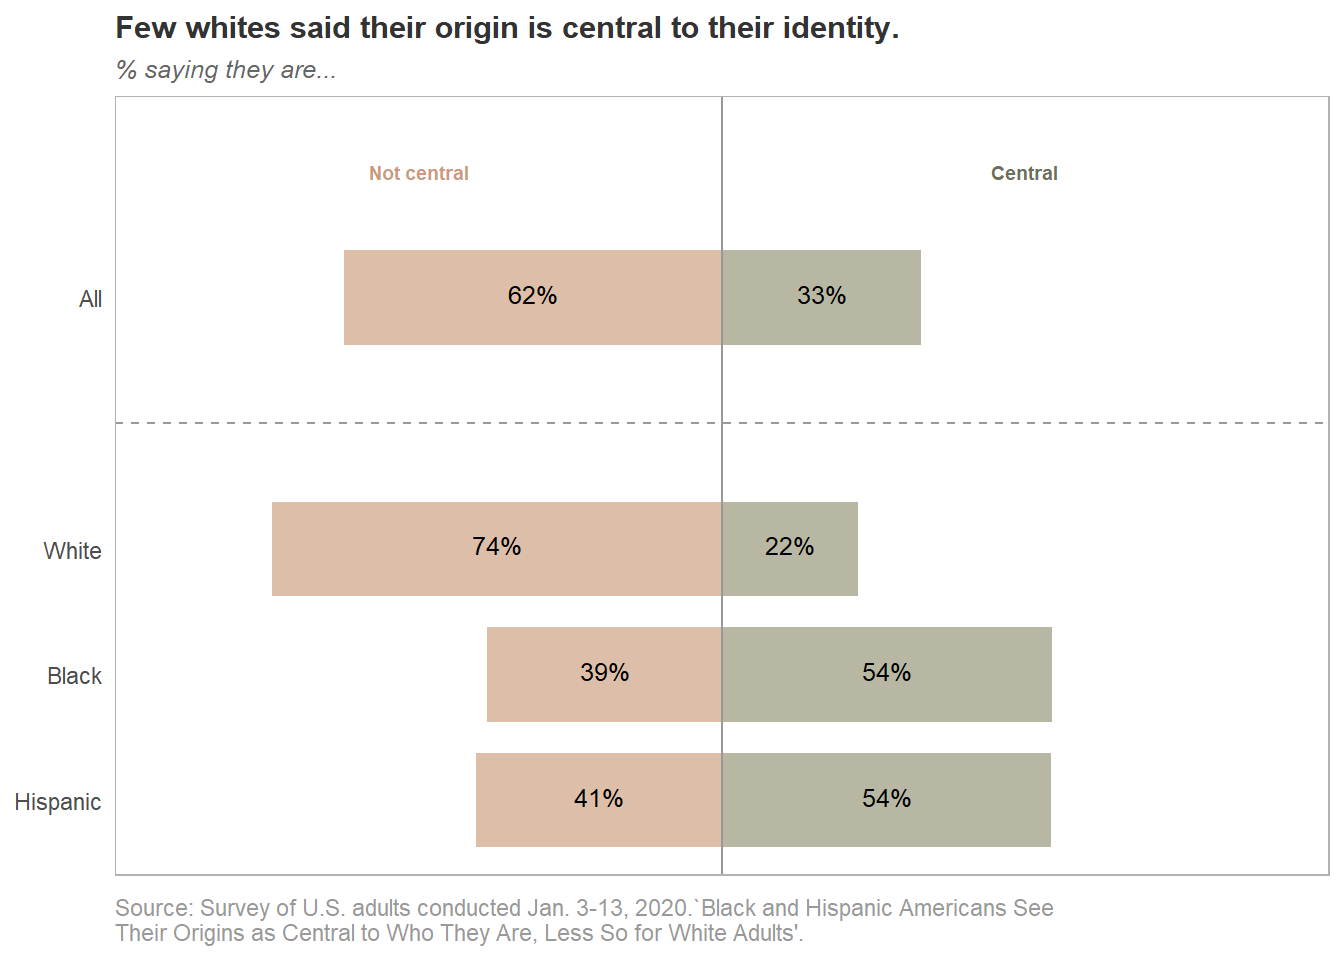 Few whites said their origin is central to their identity.
% saying they are...
Not central
Central
All
62%
33%
White
74%
22%
Black
39%
54%
Hispanic
41%
54%
Source: Survey of U.S. adults conducted Jan. 3-13, 2020.`Black and Hispanic Americans See
Their Origins as Central to Who They Are, Less So for White Adults'.